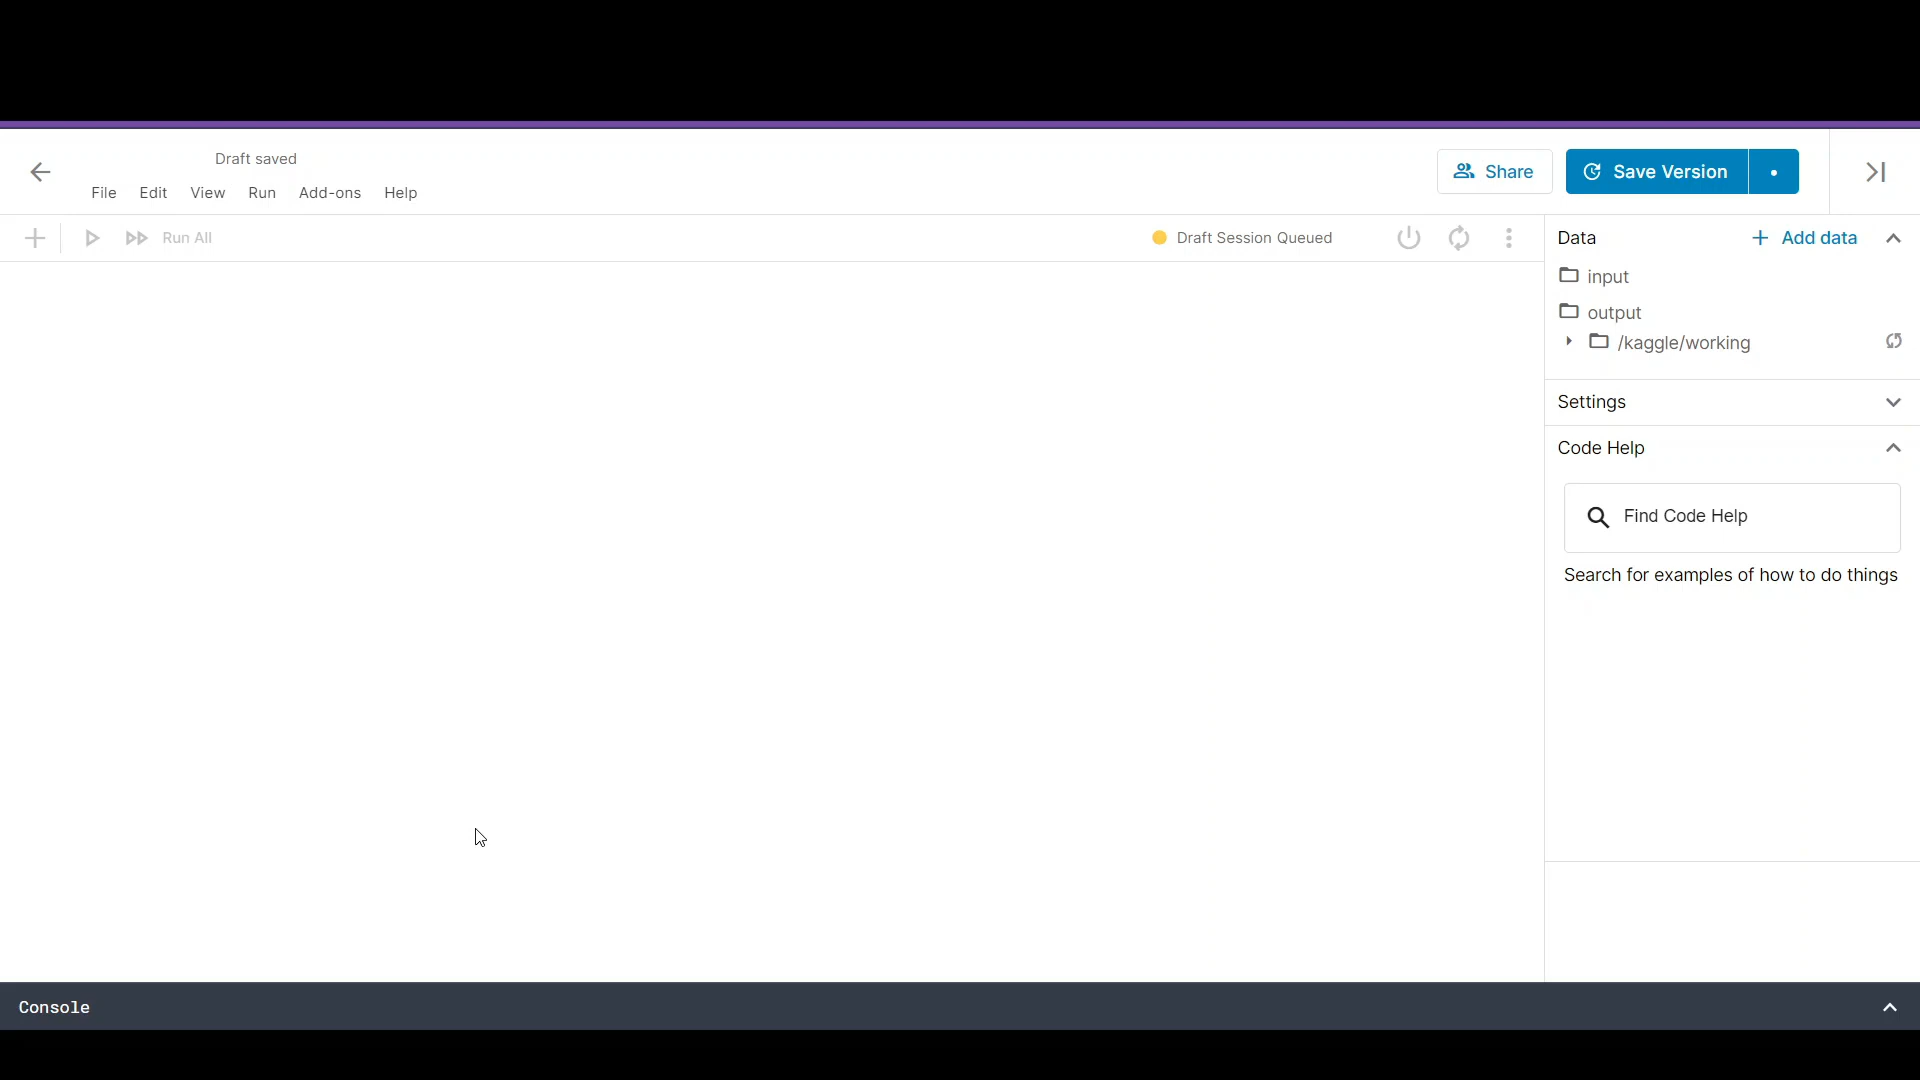 Draft saved
File Edit View Run Add-ons Help
Share
Save Version
Run All
Draft Session Queued
Data
Add data
input
output
/kaggle/working
Settings
Code Help
Find Code Help
Search for examples of how to do things
Console